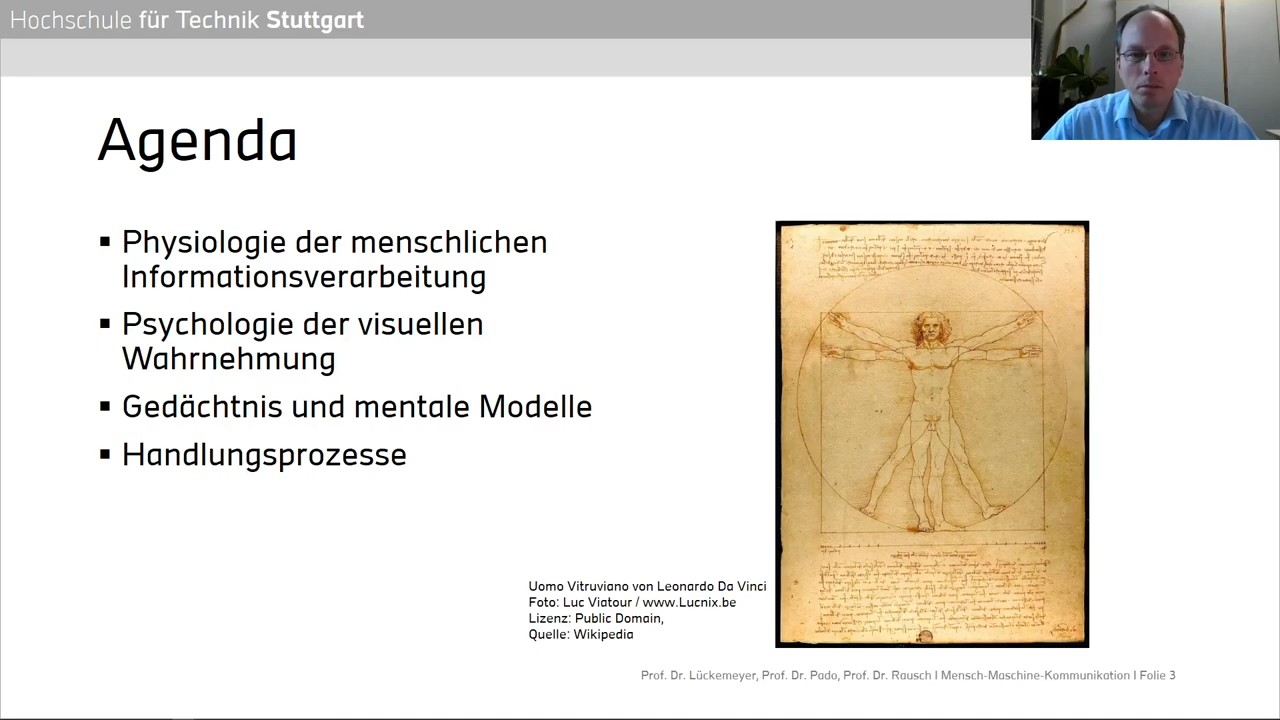 Hochschule für Technik Stuttgart
Agenda
▪ Physiologie der menschlichen
Informationsverarbeitung
▪ Psychologie der visuellen
Wahrnehmung
▪ Gedächtnis und mentale Modelle
▪ Handlungsprozesse
Uomo Vitruviano von Leonardo Da Vinci
Foto: Luc Viatour / www.Lucnix.be
Lizenz: Public Domain,
Quelle: Wikipedia
Prof. Dr. Lückemeyer, Prof. Dr. Pado, Prof. Dr. Rausch I Mensch-Maschine-Kommunikation I Folie 3